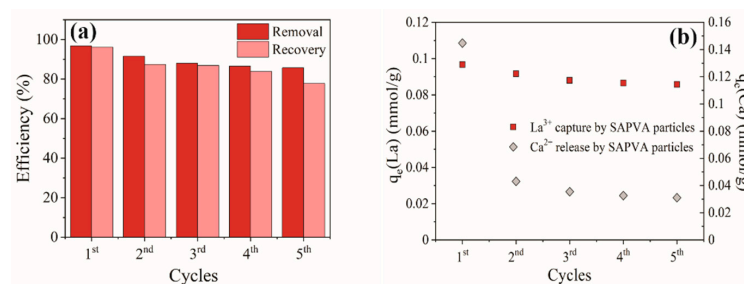 (a)
Removal
Recovery
Efficiency (%)
100
80
60
40
20
0
1st
2nd
3rd
4th
5th
Cycles
(b)
qe(La) (mmol/g)
0.12
0.1
0.08
0.06
0.04
0.02
0
La3+ capture by SAPVA particles
Ca2− release by SAPVA particles
0.16
0.14
0.12
0.1
0.08
0.06
0.04
0.02
0
qe(Ca) (mmol/g)
1st
2nd
3rd
4th
5th
Cycles